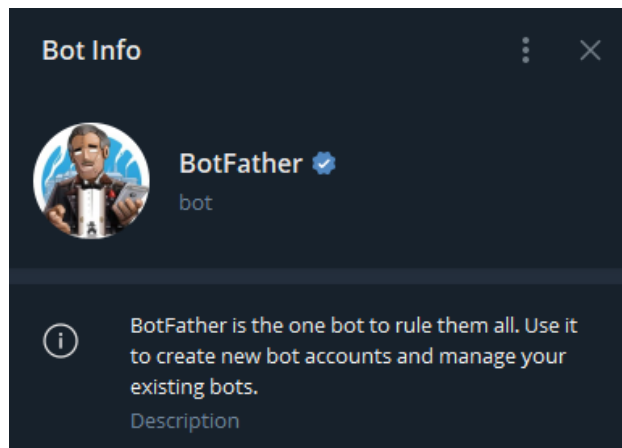 Bot Info
BotFather
bot
BotFather is the one bot to rule them all. Use it
to create new bot accounts and manage your
existing bots.
Description